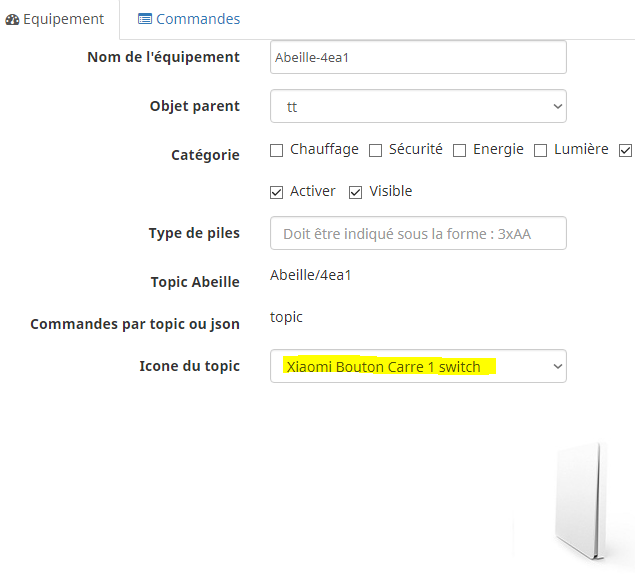 Equipement Commandes
Nom de l'équipement Abeille-4ea1
Objet parent tt
Catégorie Chauffage Sécurité Energie Lumière
Activer Visible
Type de piles Doit être indiqué sous la forme : 3xAA
Topic Abeille Abeille/4ea1
Commandes par topic ou json topic
Icone du topic Xiaomi Bouton Carre 1 switch